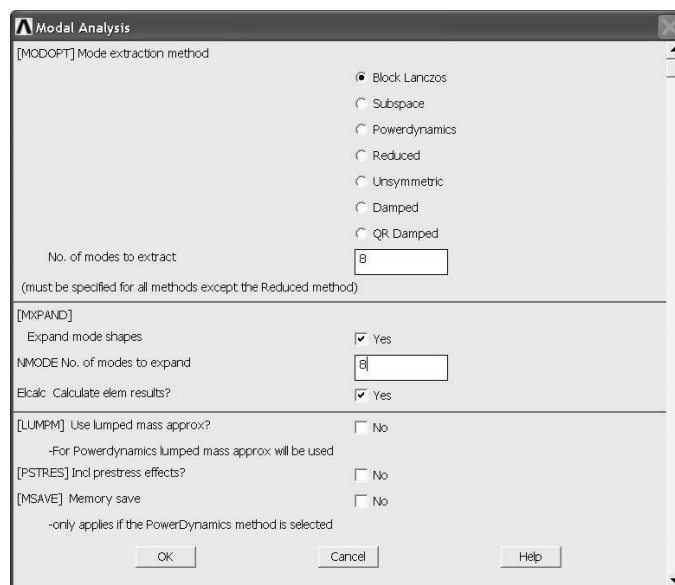 Modal Analysis
[MODOPT] Mode extraction method
Block Lanczos
Subspace
Powerdynamics
Reduced
Unsymmetric
Damped
QR Damped
No. of modes to extract 8
(must be specified for all methods except the Reduced method)
[MXPAND]
Expand mode shapes Yes
NMODE No. of modes to expand 8
Elcalc Calculate elem results? Yes
[LUMPM] Use lumped mass approx? No
-For Powerdynamics lumped mass approx will be used
[PSTRES] Incl prestress effects? No
[MSAVE] Memory save No
-only applies if the PowerDynamics method is selected
OK Cancel Help